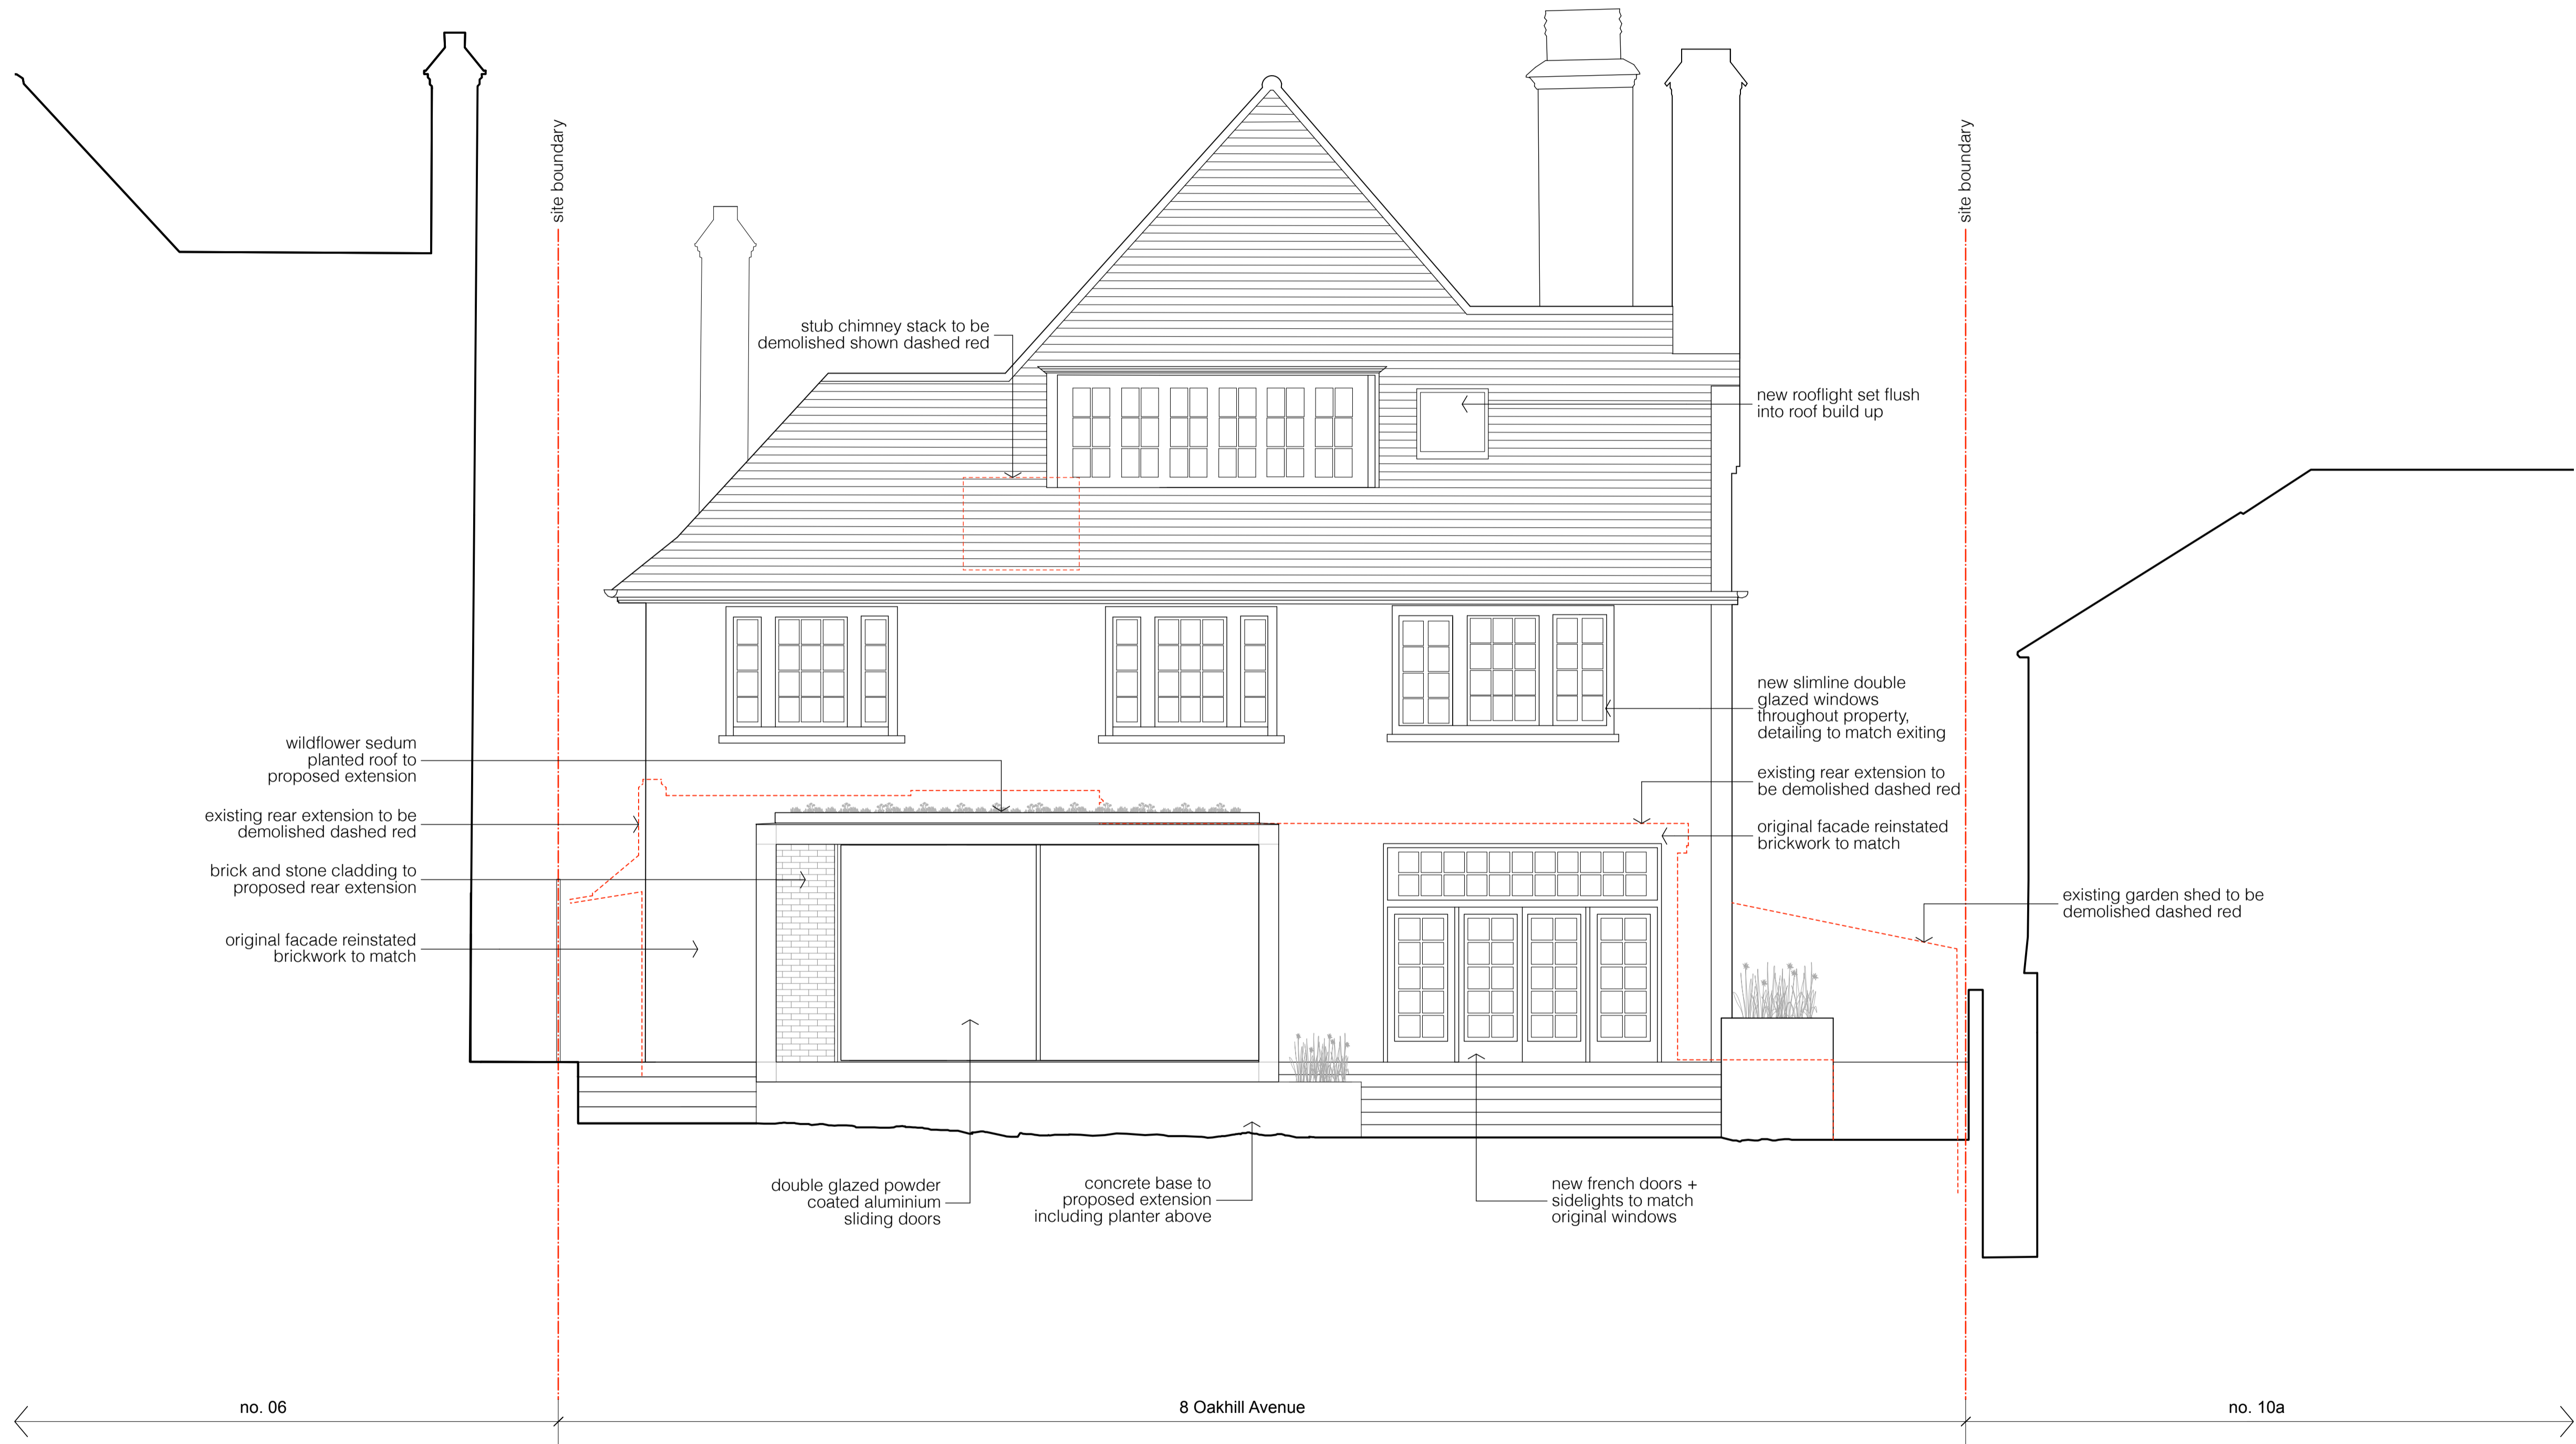 site boundary
site boundary
stub chimney stack to be
demolished shown dashed red
new rooflight set flush
into roof build up
new slimline double
glazed windows
throughout property,
detailing to match exiting
wildflower sedum
planted roof to
proposed extension
existing rear extension to
be demolished dashed red
existing rear extension to be
demolished dashed red
original facade reinstated
brickwork to match
brick and stone cladding to
proposed rear extension
existing garden shed to be
demolished dashed red
original facade reinstated
brickwork to match
double glazed powder
coated aluminium
sliding doors
concrete base to
proposed extension
including planter above
new french doors +
sidelights to match
original windows
no. 06
8 Oakhill Avenue
no. 10a